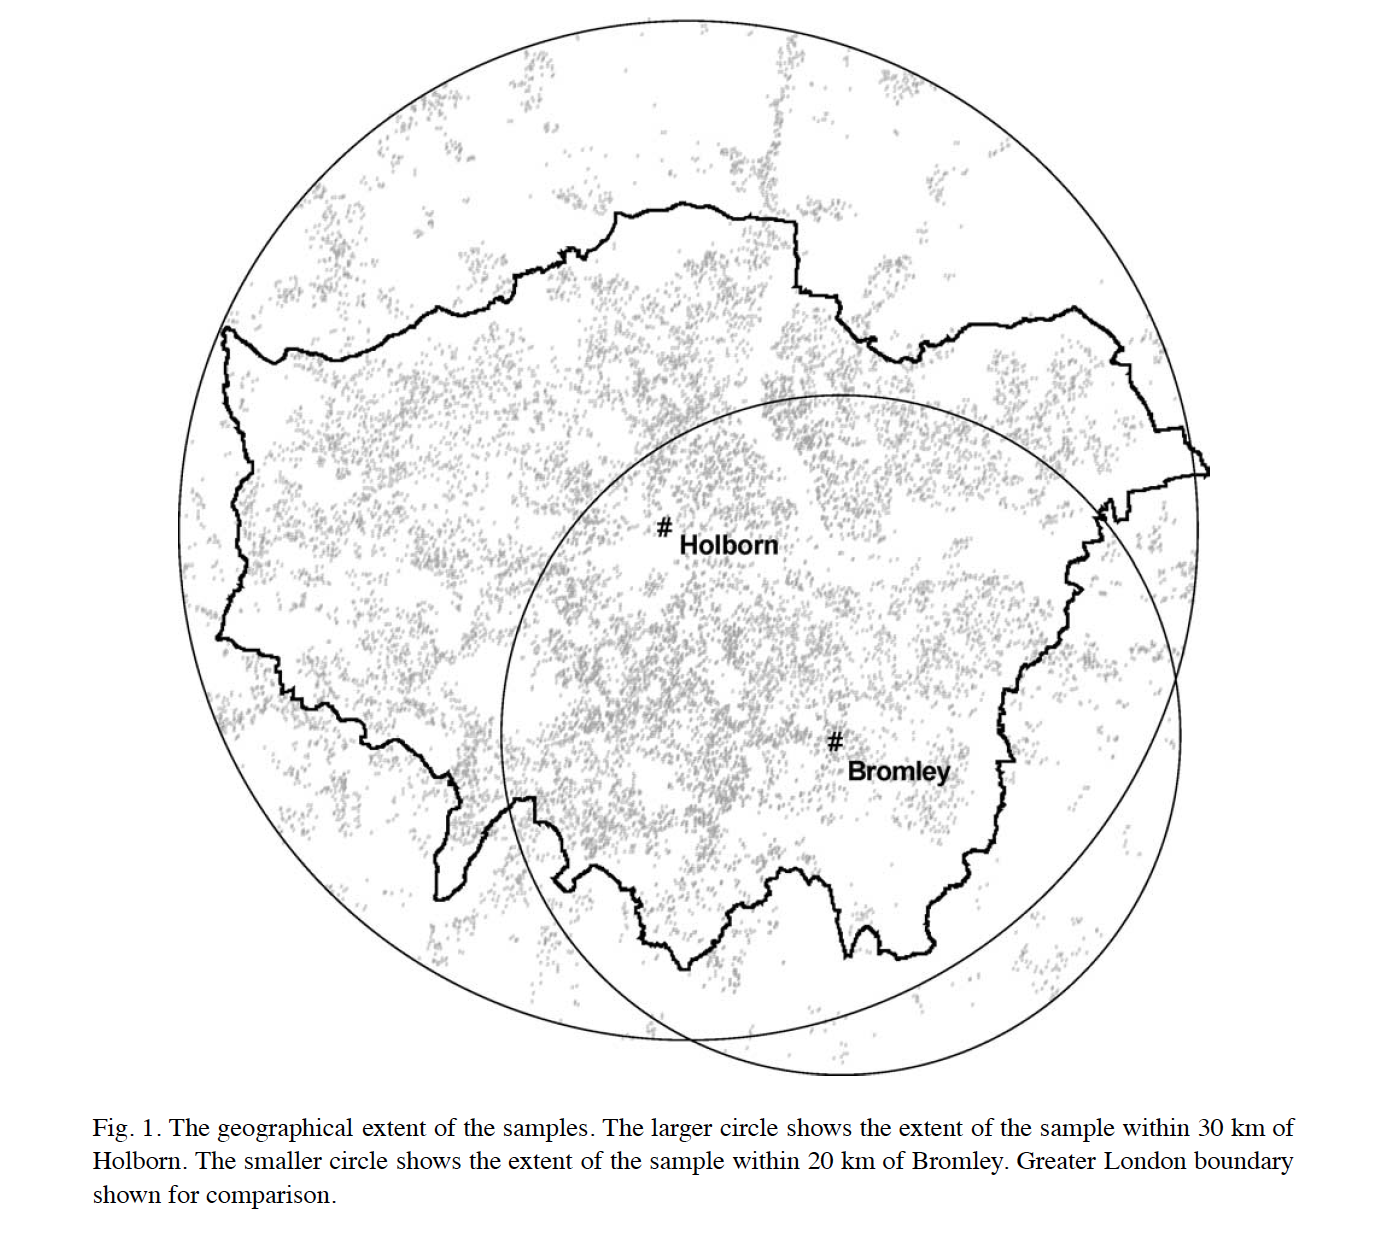 #
Holborn
#
Bromley
Fig. 1. The geographical extent of the samples. The larger circle shows the extent of the sample within 30 km of
Holborn. The smaller circle shows the extent of the sample within 20 km of Bromley. Greater London boundary
shown for comparison.